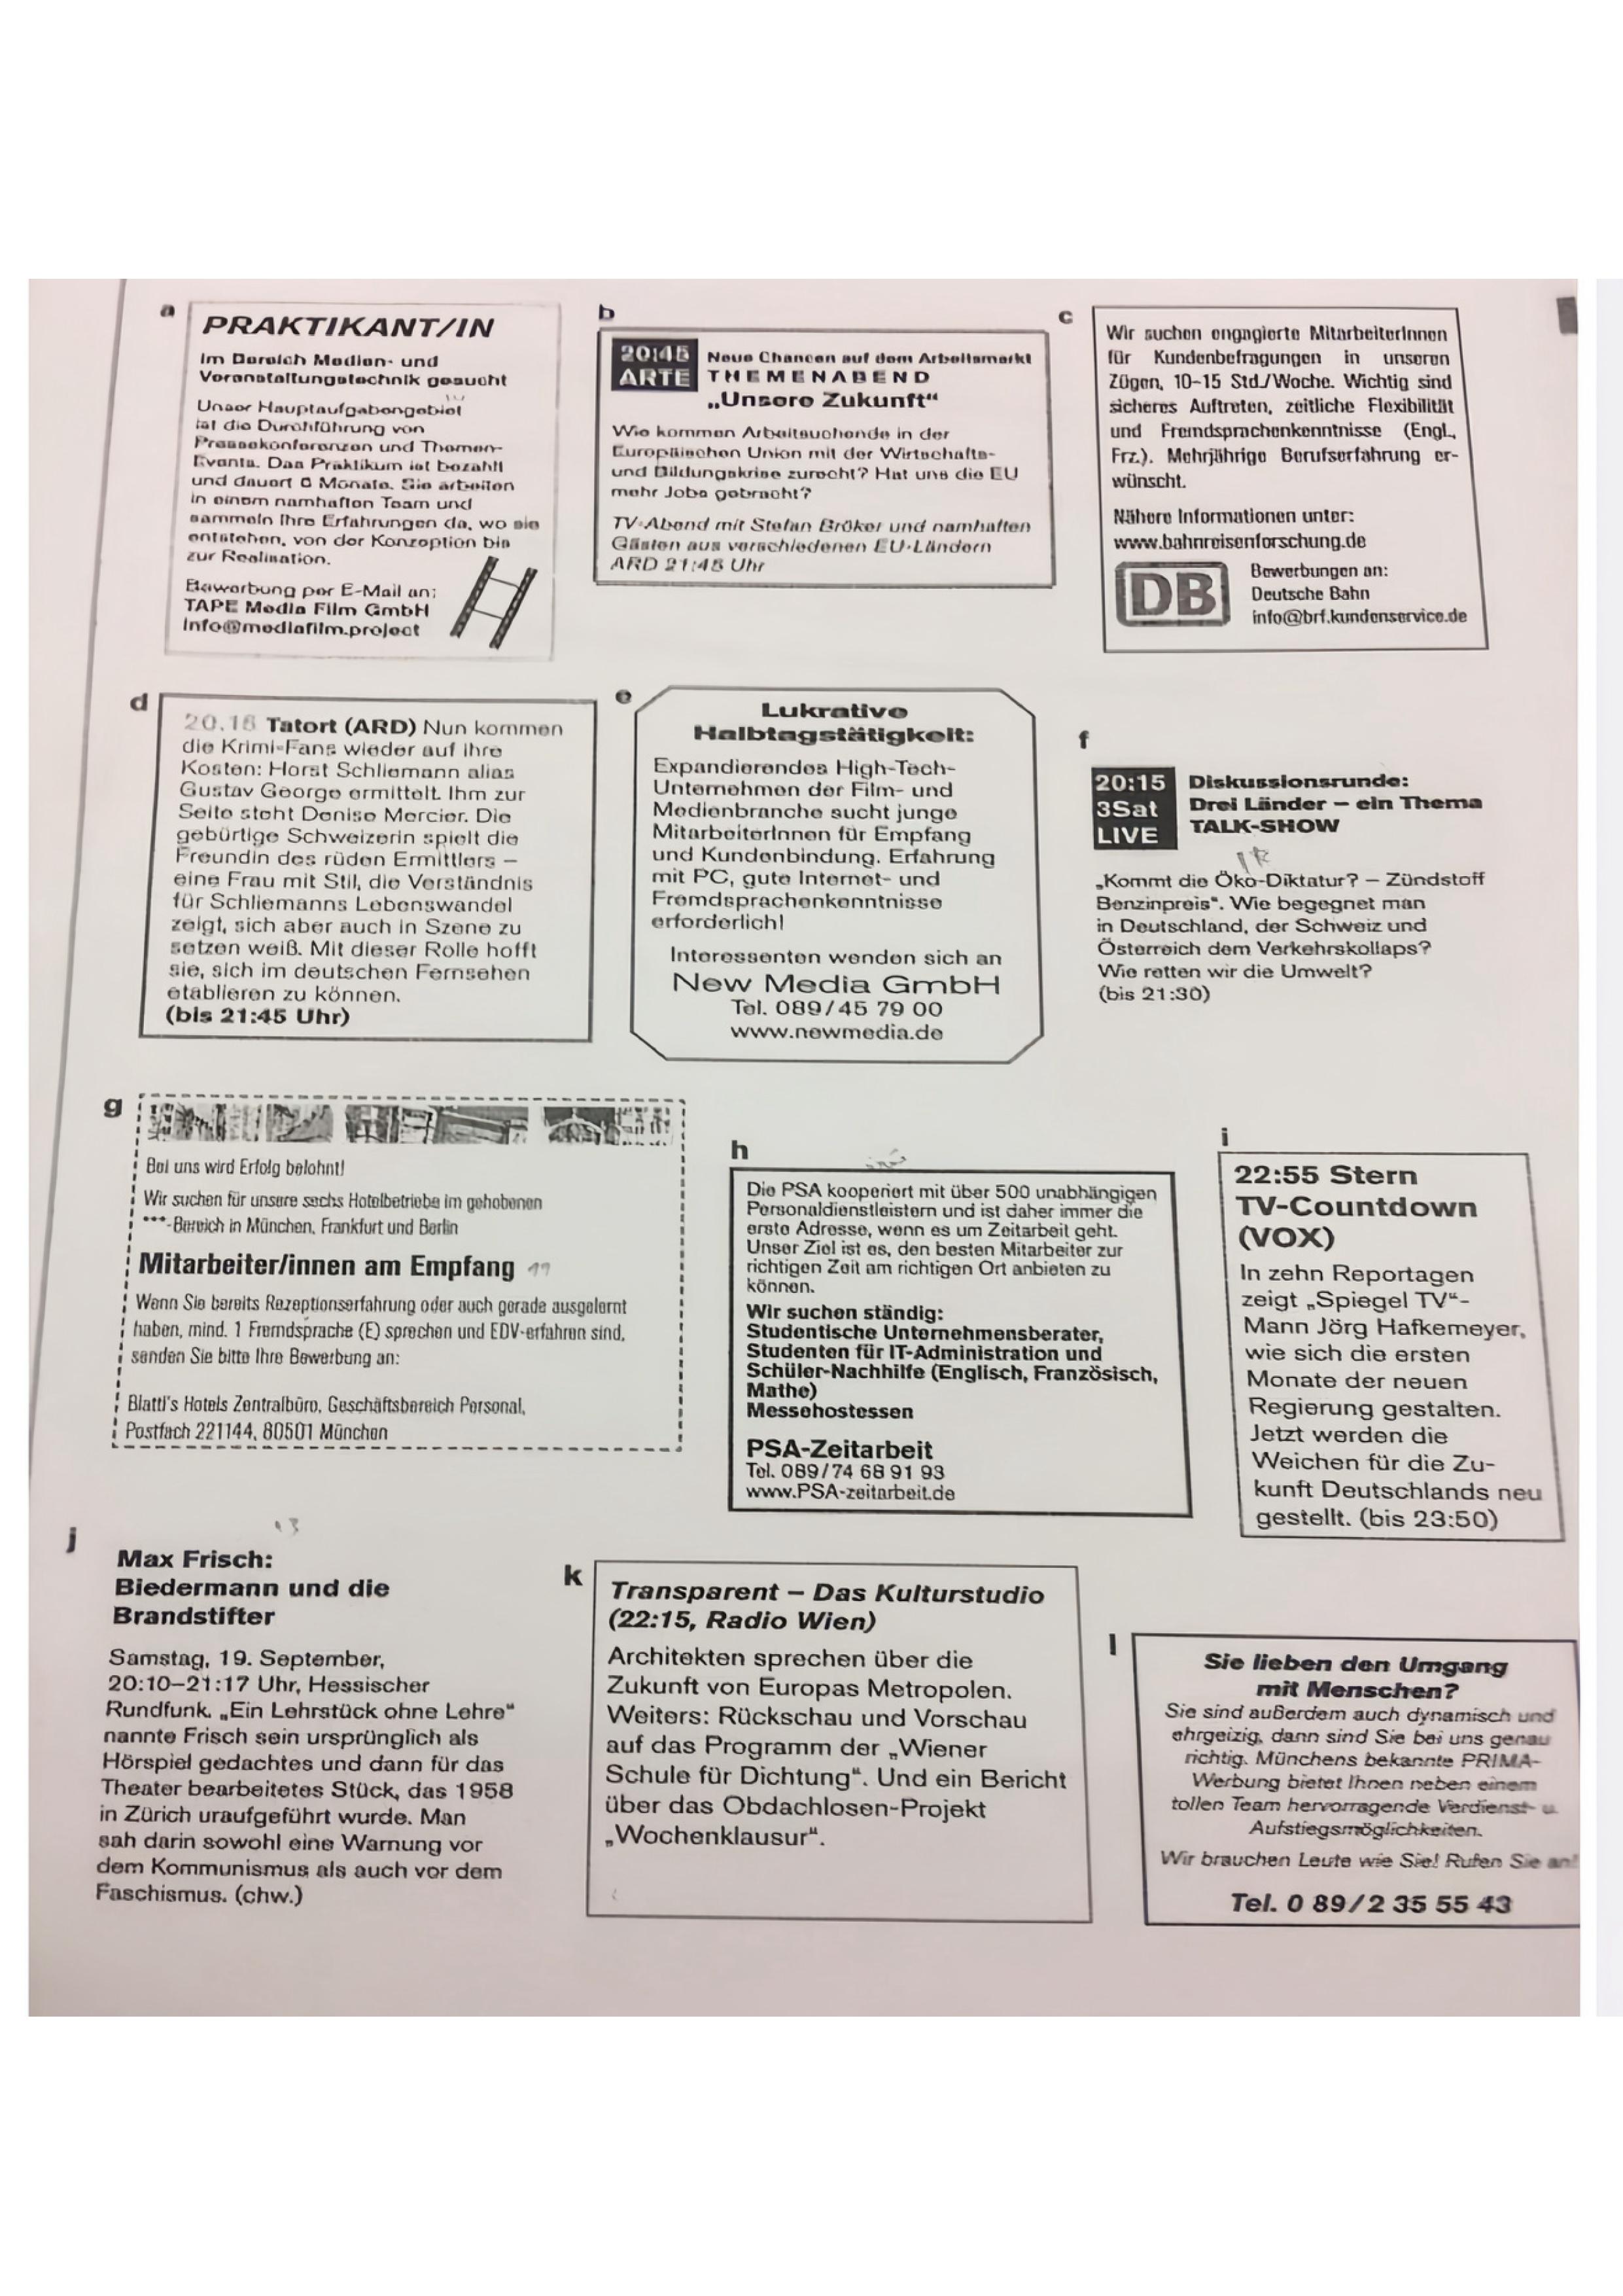 a
PRAKTIKANT/IN
im Bereich Medien- und
Veranstaltungstechnik gesucht
Unser Hauptaufgabengebiet
ist die Durchführung von
Pressekonferenzen und Themen-
Events. Das Praktikum ist bezahlt
und dauert 6 Monate. Sie arbeiten
in einem namhaften Team und
sammeln Ihre Erfahrungen da, wo sie
entstehen, von der Konzeption bis
zur Realisation.
Bewerbung per E-Mail an:
TAPE Media Film GmbH
info@mediafilm.project
b
20:45
ARTE
Neue Chancen auf dem Arbeitsmarkt
THEMENABEND
„Unsere Zukunft“
Wie kommen Arbeitsuchende in der
Europäischen Union mit der Wirtschafts-
und Bildungskrise zurecht? Hat uns die EU
mehr Jobs gebracht?
TV-Abend mit Stefan Bröker und namhaften
Gästen aus verschiedenen EU-Ländern
ARD 21:45 Uhr
c
Wir suchen engagierte MitarbeiterInnen
für Kundenbefragungen in unseren
Zügen, 10–15 Std./Woche. Wichtig sind
sicheres Auftreten, zeitliche Flexibilität
und Fremdsprachenkenntnisse (Engl.,
Frz.). Mehrjährige Berufserfahrung er-
wünscht.
Nähere Informationen unter:
www.bahnreisenforschung.de
DB
Bewerbungen an:
Deutsche Bahn
info@brf.kundenservice.de
d
Tatort (ARD) Nun kommen
die Krimi-Fans wieder auf ihre
Kosten: Horst Schliemann alias
Gustav George ermittelt. Ihm zur
Seite steht Denise Mercier. Die
gebürtige Schweizerin spielt die
Freundin des rüden Ermittlers –
eine Frau mit Stil, die Verständnis
für Schliemanns Lebenswandel
zeigt, sich aber auch in Szene zu
setzen weiß. Mit dieser Rolle hofft
sie, sich im deutschen Fernsehen
etablieren zu können.
(bis 21:45 Uhr)
e
Lukrative
Halbtagstätigkeit:
Expandierendes High-Tech-
Unternehmen der Film- und
Medienbranche sucht junge
MitarbeiterInnen für Empfang
und Kundenbindung. Erfahrung
mit PC, gute Internet- und
Fremdsprachenkenntnisse
erforderlich!
Interessenten wenden sich an
New Media GmbH
Tel. 089/45 79 00
www.newmedia.de
f
20:15
3Sat
LIVE
Diskussionsrunde:
Drei Länder – ein Thema
TALK-SHOW
„Kommt die Öko-Diktatur? – Zündstoff
Benzinpreis“. Wie begegnet man
in Deutschland, der Schweiz und
Österreich dem Verkehrskollaps?
Wie retten wir die Umwelt?
(bis 21:30)
g
Bei uns wird Erfolg belohnt!
Wir suchen für unsere sechs Hotelbetriebe im gehobenen
***-Bereich in München, Frankfurt und Berlin
Mitarbeiter/innen am Empfang
Wenn Sie bereits Rezeptionserfahrung oder auch gerade ausgelernt
haben, mind. 1 Fremdsprache (E) sprechen und EDV-erfahren sind,
senden Sie bitte Ihre Bewerbung an:
Blattl's Hotels Zentralbüro, Geschäftsbereich Personal,
Postfach 221144, 80501 München
h
Die PSA kooperiert mit über 500 unabhängigen
Personaldienstleistern und ist daher immer die
erste Adresse, wenn es um Zeitarbeit geht.
Unser Ziel ist es, den besten Mitarbeiter zur
richtigen Zeit am richtigen Ort anbieten zu
können.
Wir suchen ständig:
Studentische Unternehmensberater,
Studenten für IT-Administration und
Schüler-Nachhilfe (Englisch, Französisch,
Mathe)
Messehostessen
PSA-Zeitarbeit
Tel. 089/74 68 91 93
www.PSA-zeitarbeit.de
i
22:55 Stern
TV-Countdown
(VOX)
In zehn Reportagen
zeigt „Spiegel TV“-
Mann Jörg Hafkemeyer,
wie sich die ersten
Monate der neuen
Regierung gestalten.
Jetzt werden die
Weichen für die Zu-
kunft Deutschlands neu
gestellt. (bis 23:50)
j
13
Max Frisch:
Biedermann und die
Brandstifter
Samstag, 19. September,
20:10–21:17 Uhr, Hessischer
Rundfunk. „Ein Lehrstück ohne Lehre“
nannte Frisch sein ursprünglich als
Hörspiel gedachtes und dann für das
Theater bearbeitetes Stück, das 1958
in Zürich uraufgeführt wurde. Man
sah darin sowohl eine Warnung vor
dem Kommunismus als auch vor dem
Faschismus. (chw.)
k
Transparent – Das Kulturstudio
(22:15, Radio Wien)
Architekten sprechen über die
Zukunft von Europas Metropolen.
Weiters: Rückschau und Vorschau
auf das Programm der „Wiener
Schule für Dichtung“. Und ein Bericht
über das Obdachlosen-Projekt
„Wochenklausur“.
l
Sie lieben den Umgang
mit Menschen?
Sie sind außerdem auch dynamisch und
ehrgeizig, dann sind Sie bei uns genau
richtig. Münchens bekannte PRIMA-
Werbung bietet Ihnen neben einem
tollen Team hervorragende Verdienst- u.
Aufstiegsmöglichkeiten.
Wir brauchen Leute wie Sie! Rufen Sie an!
Tel. 0 89/2 35 55 43